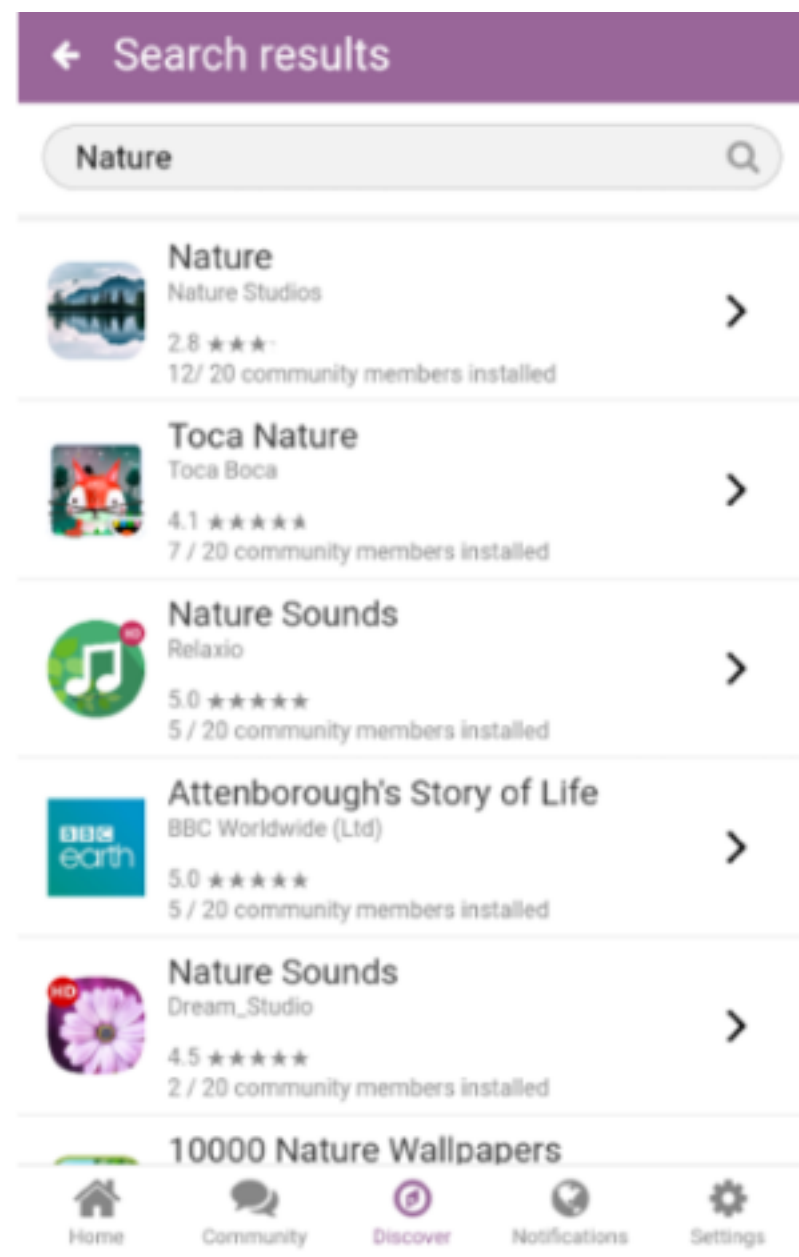 Search results
Nature
Nature
Nature Studios
2.8
12/ 20 community members installed
Toca Nature
Toca Boca
4.1
7 / 20 community members installed
HD
Nature Sounds
Relaxio
5.0
5 / 20 community members installed
BBC
earth
Attenborough's Story of Life
BBC Worldwide (Ltd)
5.0
5 / 20 community members installed
HD
Nature Sounds
Dream_Studio
4.5
2 / 20 community members installed
10000 Nature Wallpapers
Home
Community
Discover
Notifications
Settings